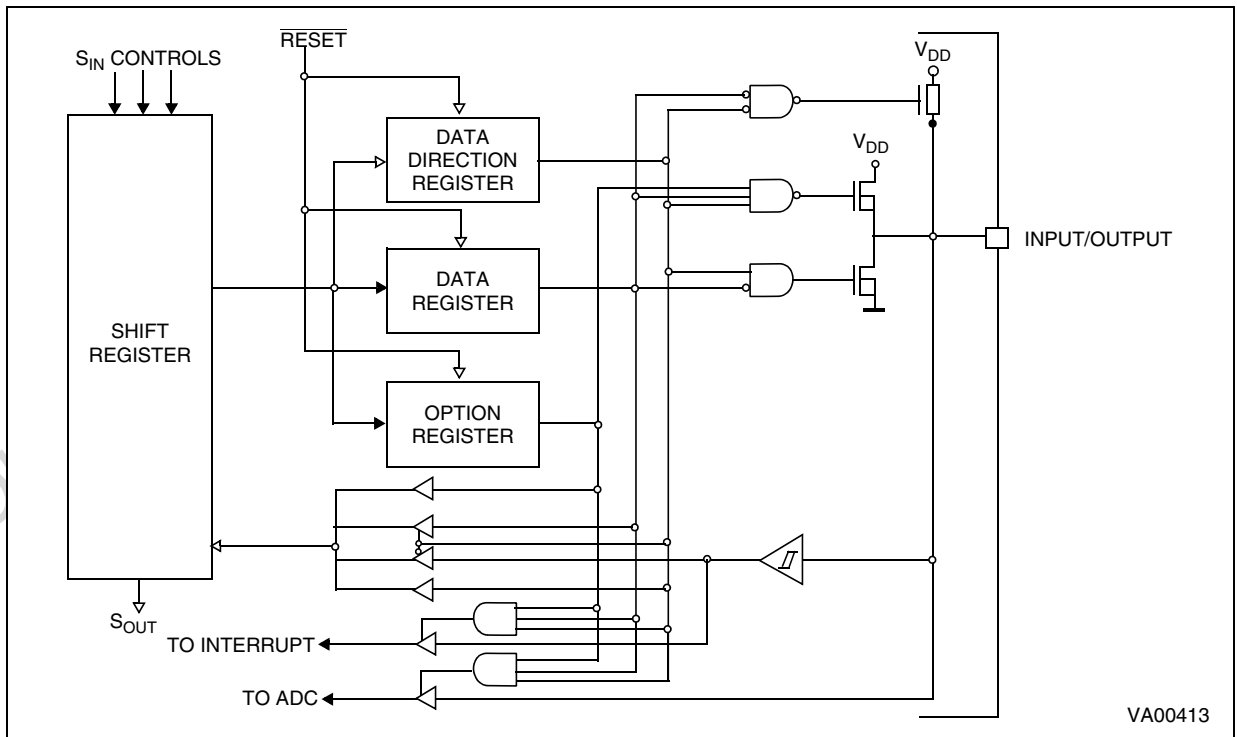 RESET
S_IN CONTROLS
V_DD
DATA
DIRECTION
REGISTER
V_DD
INPUT/OUTPUT
DATA
REGISTER
SHIFT
REGISTER
OPTION
REGISTER
S_OUT
TO INTERRUPT
TO ADC
VA00413